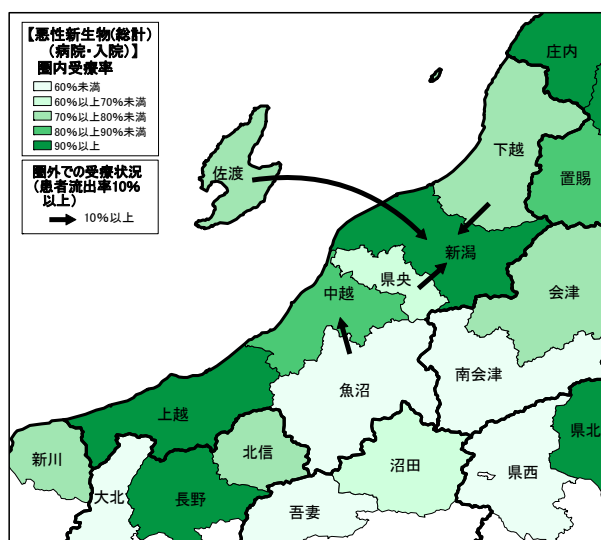 【悪性新生物(総計)
(病院・入院)】
圏内受療率
60%未満
60%以上70%未満
70%以上80%未満
80%以上90%未満
90%以上
圏外での受療状況
(患者流出率10%
以上)
10%以上
庄内
下越
置賜
佐渡
新潟
県央
中越
会津
魚沼
南会津
上越
県北
北信
新川
沼田
県西
大北
長野
吾妻